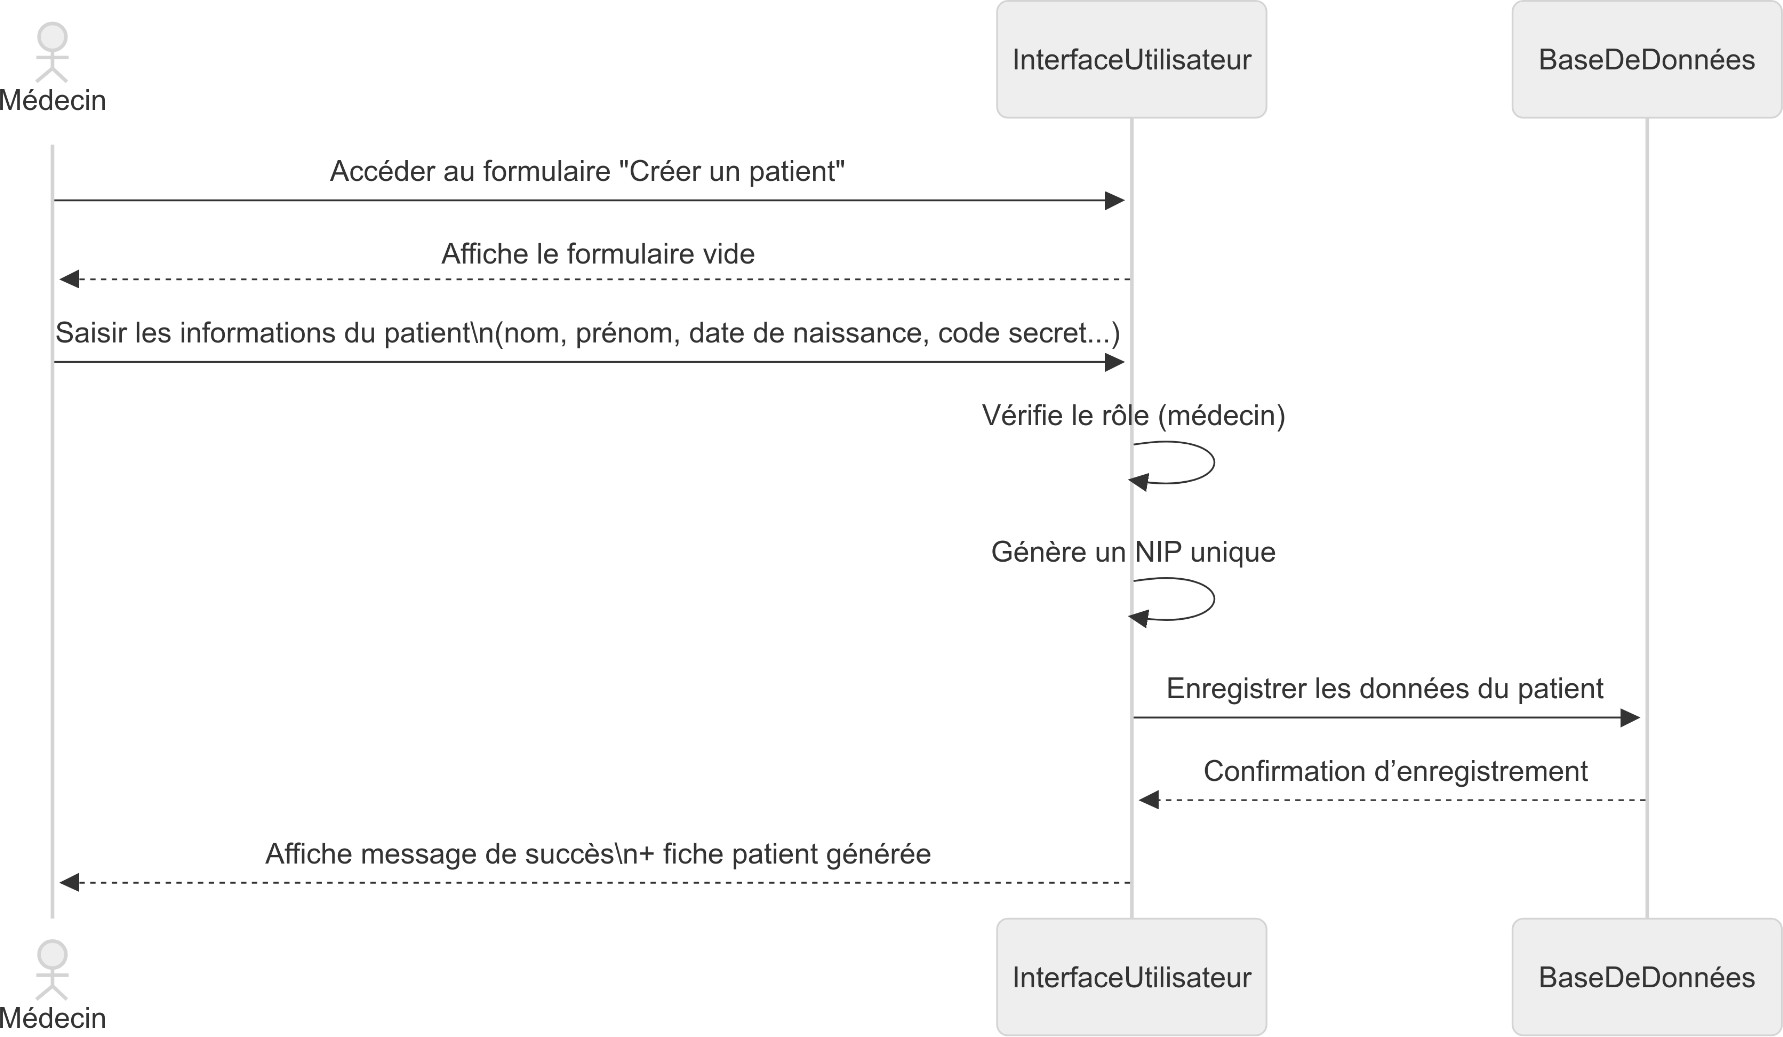 Médecin
InterfaceUtilisateur
BaseDeDonnées
Accéder au formulaire "Créer un patient"
Affiche le formulaire vide
Saisir les informations du patient\n(nom, prénom, date de naissance, code secret...)
Vérifie le rôle (médecin)
Génère un NIP unique
Enregistrer les données du patient
Confirmation d’enregistrement
Affiche message de succès\n+ fiche patient générée
Médecin
InterfaceUtilisateur
BaseDeDonnées